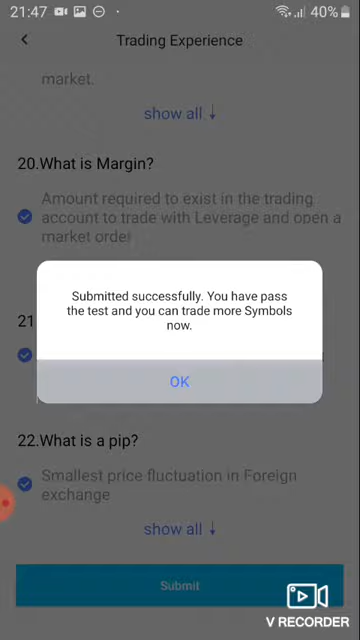 21:47
40%
Trading Experience
market.
show all ↓
20.What is Margin?
Amount required to exist in the trading
account to trade with Leverage and open a
market order
Submitted successfully. You have pass
the test and you can trade more Symbols
now.
21
OK
22.What is a pip?
Smallest price fluctuation in Foreign
exchange
show all ↓
Submit
V RECORDER